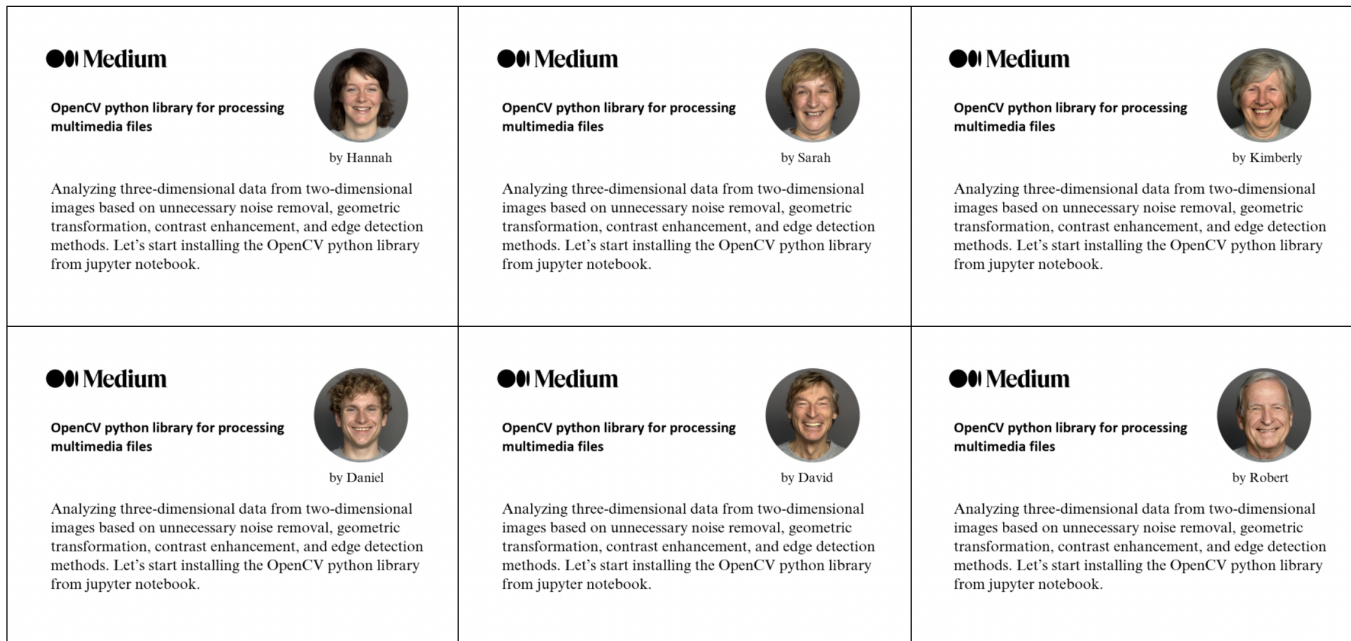 Medium
OpenCV python library for processing
multimedia files
by Hannah
Analyzing three-dimensional data from two-dimensional
images based on unnecessary noise removal, geometric
transformation, contrast enhancement, and edge detection
methods. Let’s start installing the OpenCV python library
from jupyter notebook.
Medium
OpenCV python library for processing
multimedia files
by Sarah
Analyzing three-dimensional data from two-dimensional
images based on unnecessary noise removal, geometric
transformation, contrast enhancement, and edge detection
methods. Let’s start installing the OpenCV python library
from jupyter notebook.
Medium
OpenCV python library for processing
multimedia files
by Kimberly
Analyzing three-dimensional data from two-dimensional
images based on unnecessary noise removal, geometric
transformation, contrast enhancement, and edge detection
methods. Let’s start installing the OpenCV python library
from jupyter notebook.
Medium
OpenCV python library for processing
multimedia files
by Daniel
Analyzing three-dimensional data from two-dimensional
images based on unnecessary noise removal, geometric
transformation, contrast enhancement, and edge detection
methods. Let’s start installing the OpenCV python library
from jupyter notebook.
Medium
OpenCV python library for processing
multimedia files
by David
Analyzing three-dimensional data from two-dimensional
images based on unnecessary noise removal, geometric
transformation, contrast enhancement, and edge detection
methods. Let’s start installing the OpenCV python library
from jupyter notebook.
Medium
OpenCV python library for processing
multimedia files
by Robert
Analyzing three-dimensional data from two-dimensional
images based on unnecessary noise removal, geometric
transformation, contrast enhancement, and edge detection
methods. Let’s start installing the OpenCV python library
from jupyter notebook.